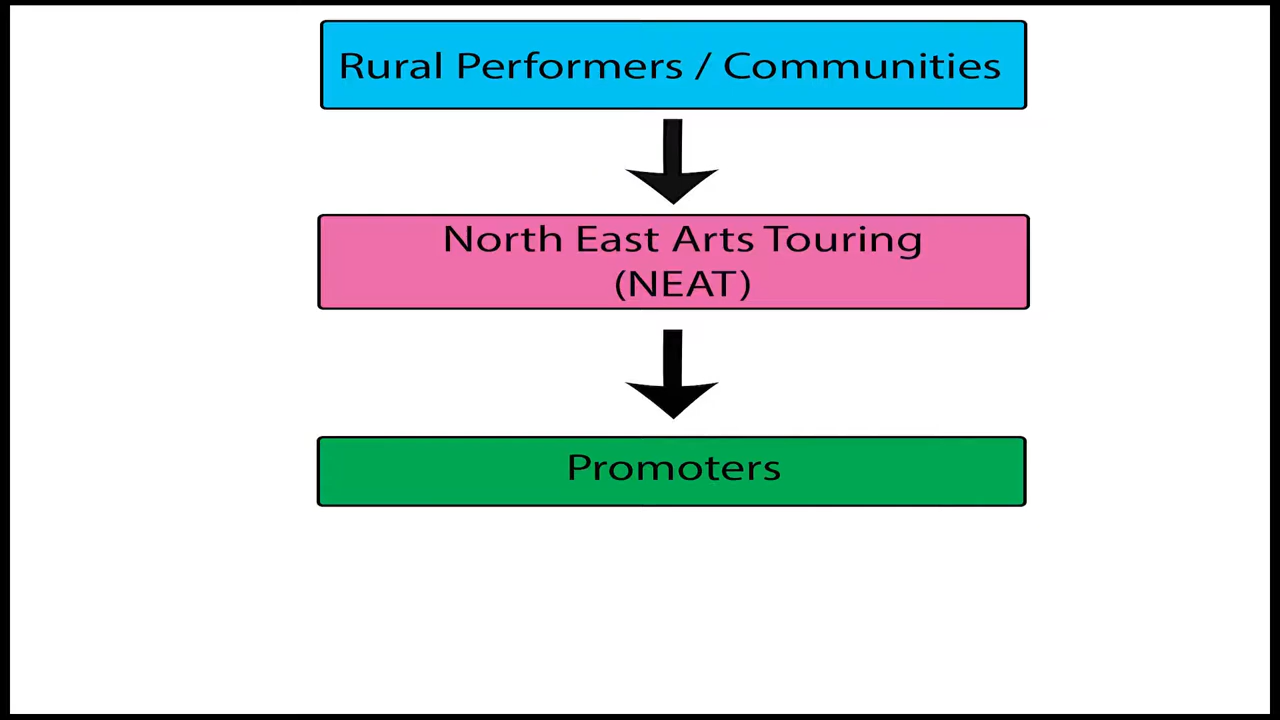 Rural Performers / Communities
North East Arts Touring
(NEAT)
Promoters